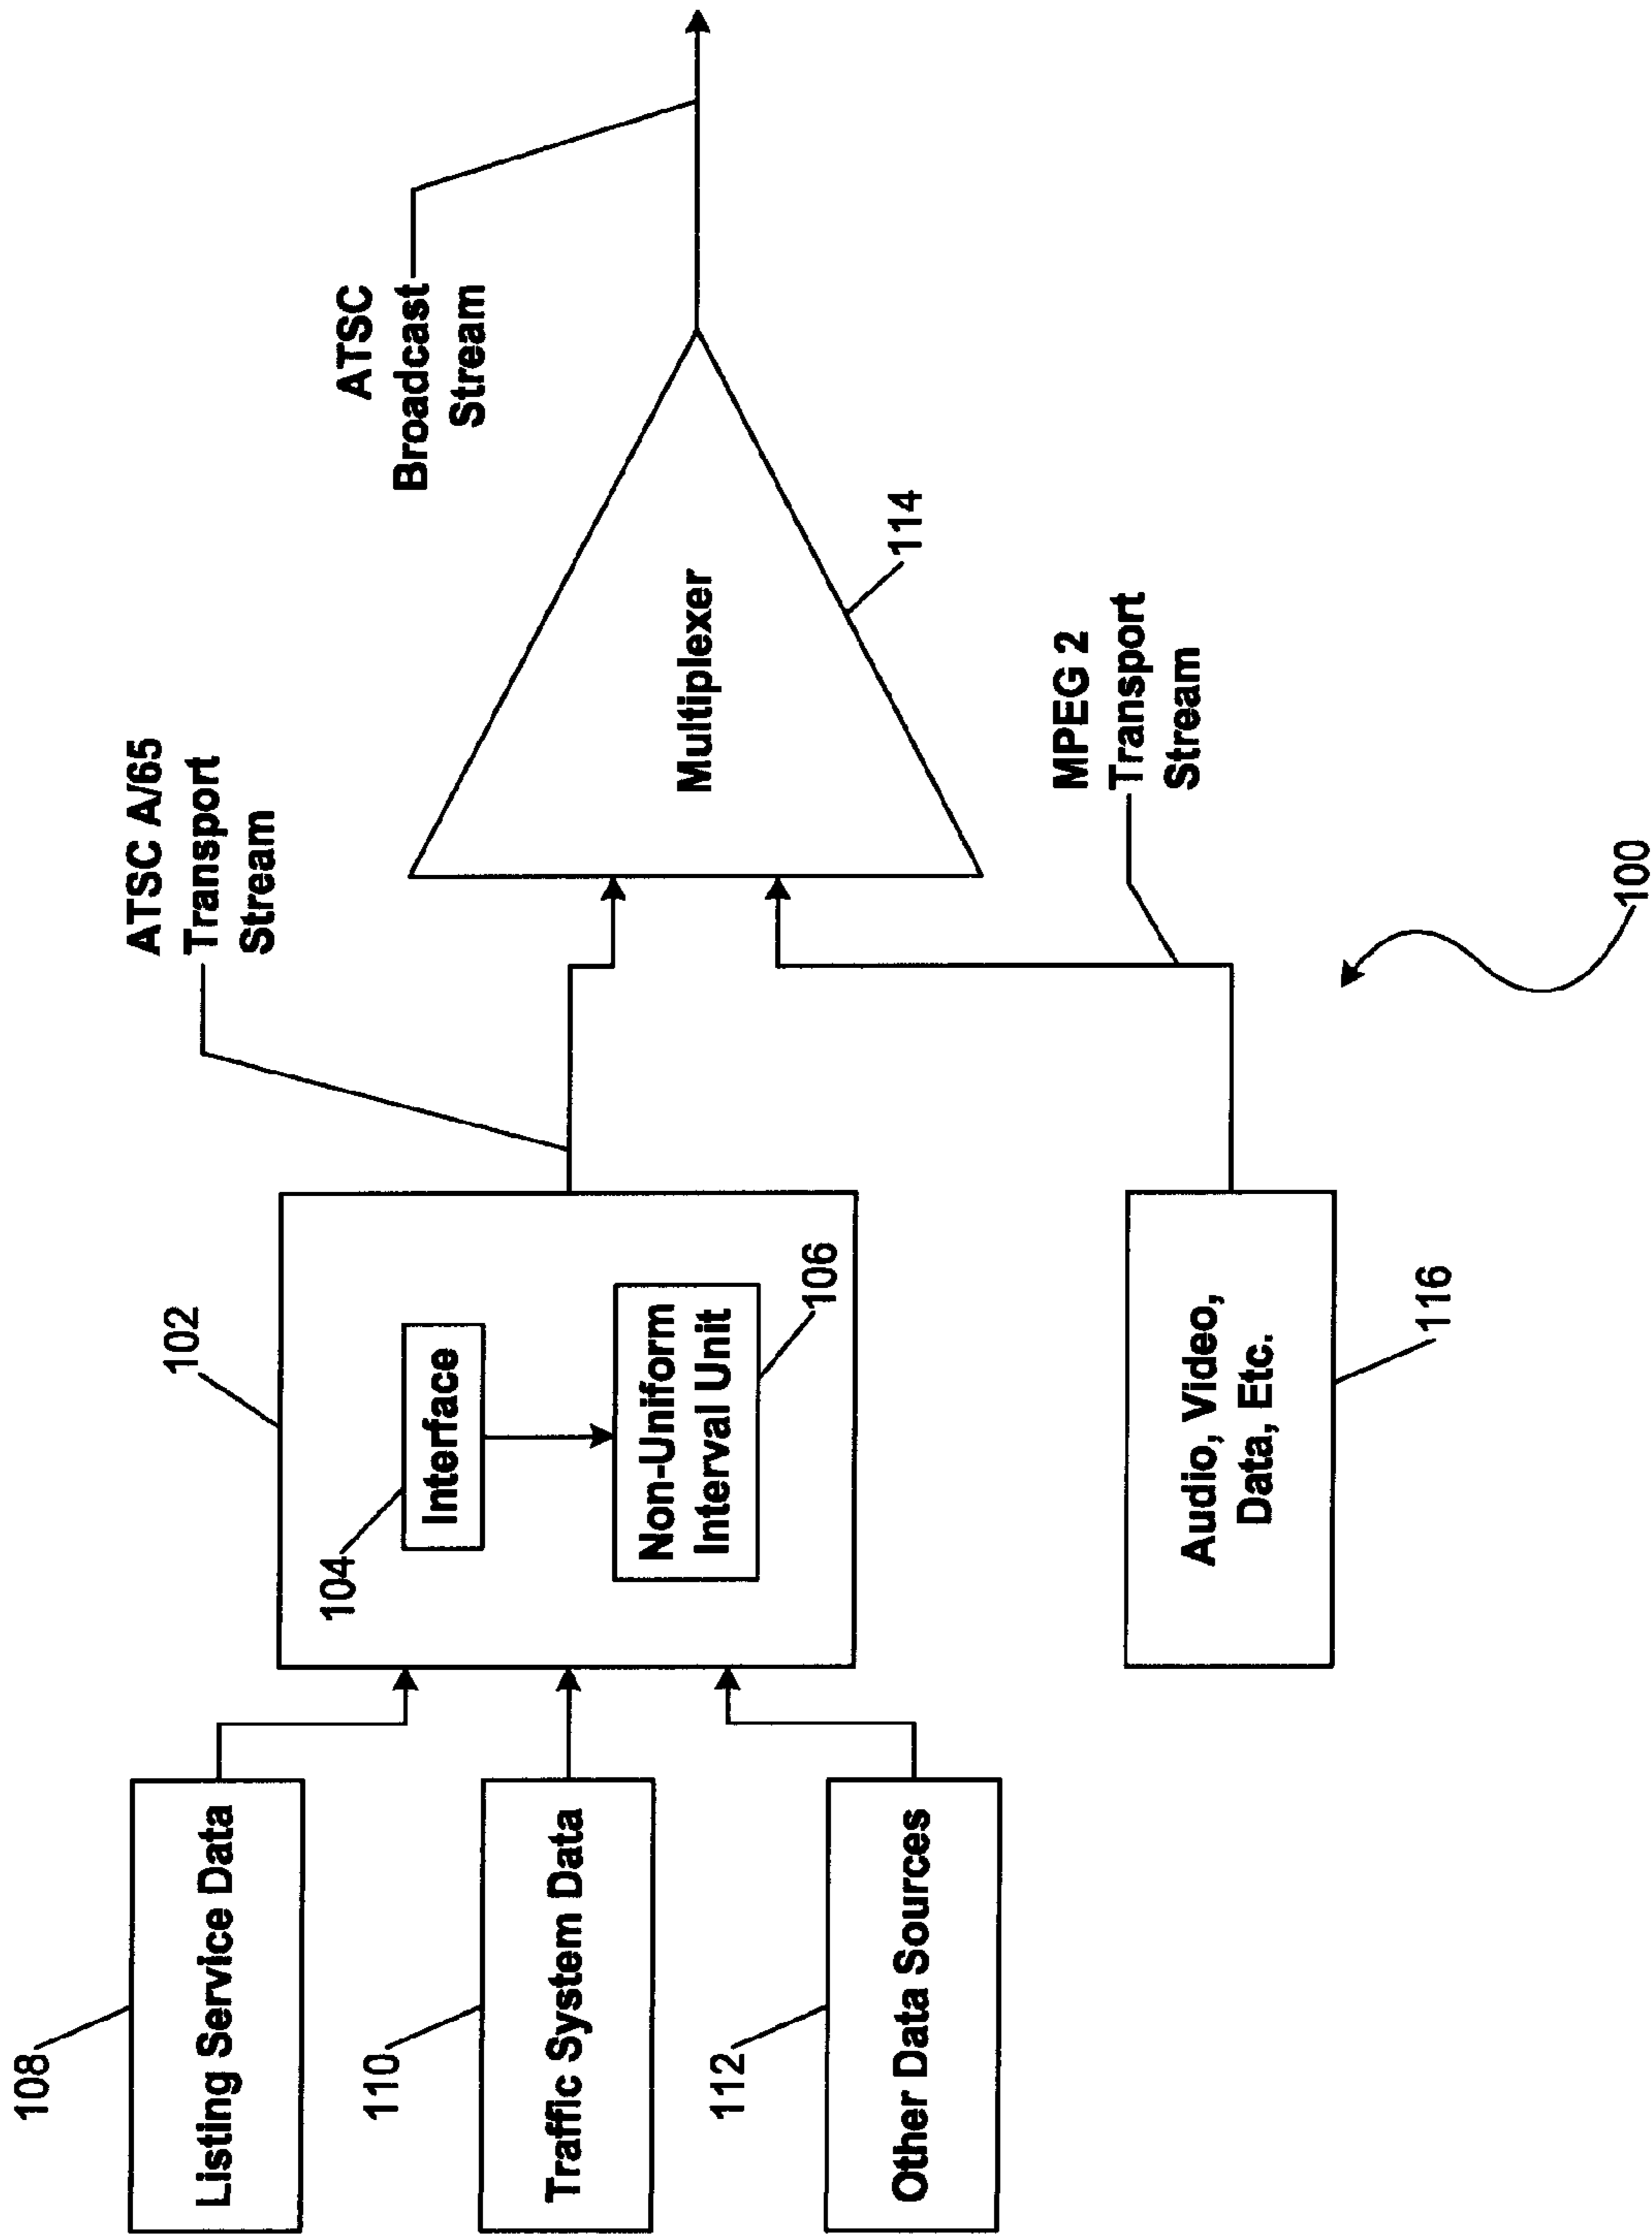 108
Listing Service Data
110
Traffic System Data
112
Other Data Sources
102
104
Interface
Non-Uniform
Interval Unit
106
ATSC A/65
Transport
Stream
Audio, Video,
Data, Etc.
116
MPEG 2
Transport
Stream
Multiplexer
114
ATSC
Broadcast
Stream
100